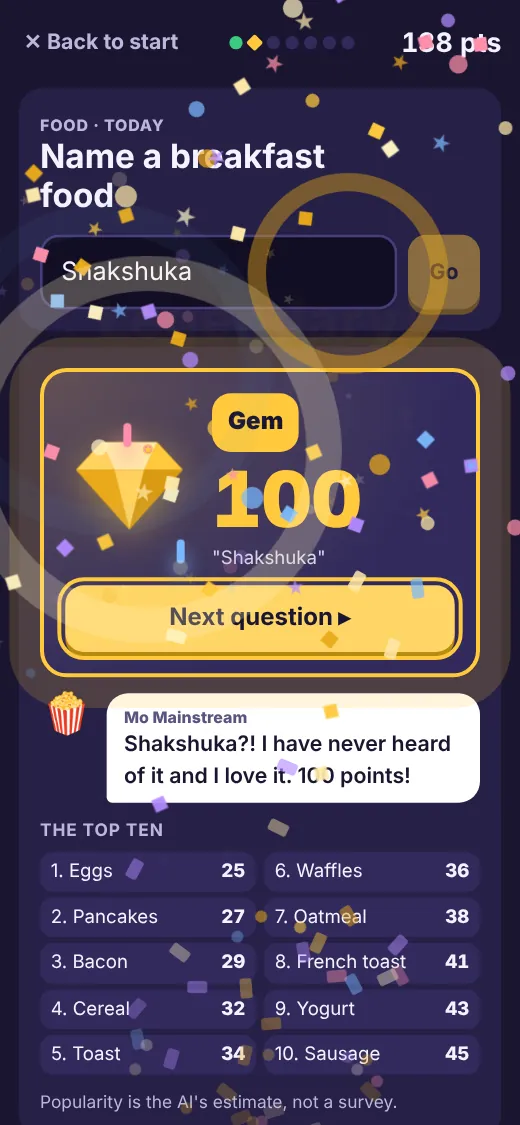 ✕ Back to start
188 pts
FOOD · TODAY
Name a breakfast
food
Shakshuka
Go
Gem
100
"Shakshuka"
Next question ▸
Mo Mainstream
Shakshuka?! I have never heard
of it and I love it. 100 points!
THE TOP TEN
1. Eggs 25
6. Waffles 36
2. Pancakes 27
7. Oatmeal 38
3. Bacon 29
8. French toast 41
4. Cereal 32
9. Yogurt 43
5. Toast 34
10. Sausage 45
Popularity is the AI's estimate, not a survey.